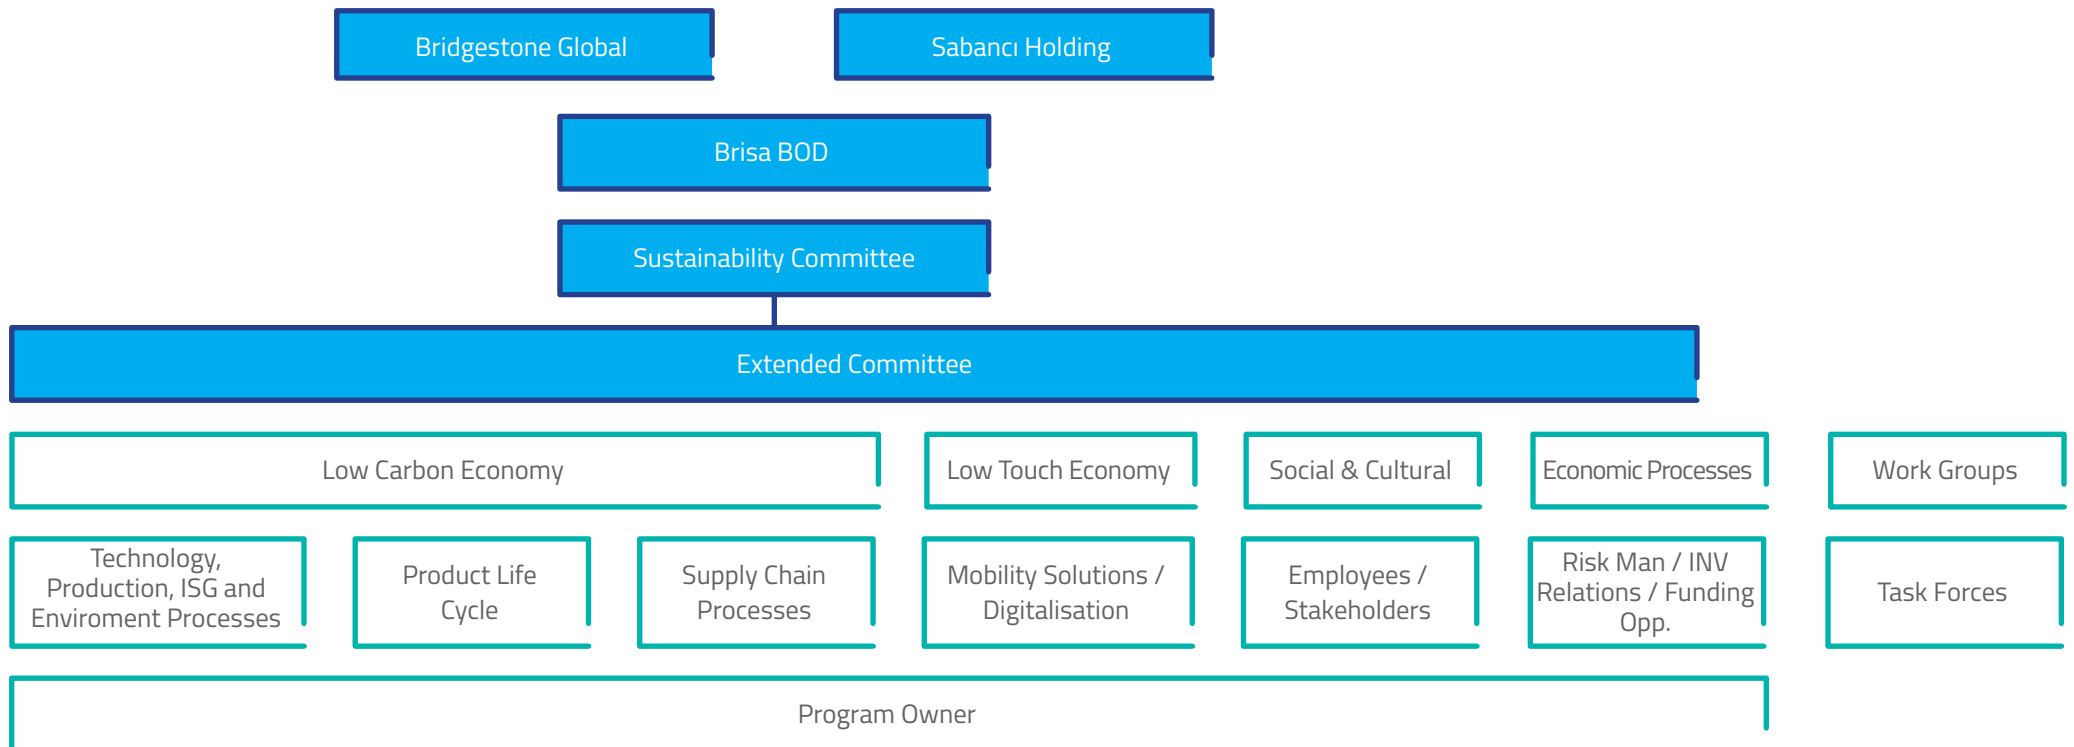 Bridgestone Global
Sabancı Holding
Brisa BOD
Sustainability Committee
Extended Committee
Low Carbon Economy
Low Touch Economy
Social & Cultural
Economic Processes
Work Groups
Technology,
Production, ISG and
Enviroment Processes
Product Life
Cycle
Supply Chain
Processes
Mobility Solutions /
Digitalisation
Employees /
Stakeholders
Risk Man / INV
Relations / Funding
Opp.
Task Forces
Program Owner